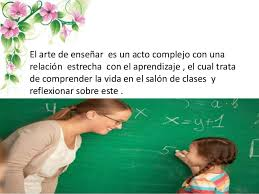 El arte de enseñar es un acto complejo con una
relación estrecha con el aprendizaje , el cual trata
de comprender la vida en el salón de clases y
reflexionar sobre este .
x - y
x=y+1